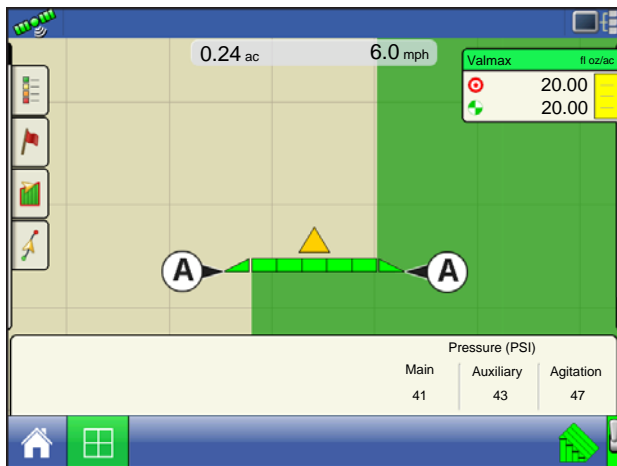 0.24 ac 6.0 mph
Valmax fl oz/ac
20.00
20.00
A A
Pressure (PSI)
Main Auxiliary Agitation
41 43 47